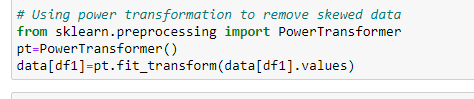 # Using power transformation to remove skewed data
from sklearn.preprocessing import PowerTransformer
pt=PowerTransformer()
data[df1]=pt.fit_transform(data[df1].values)